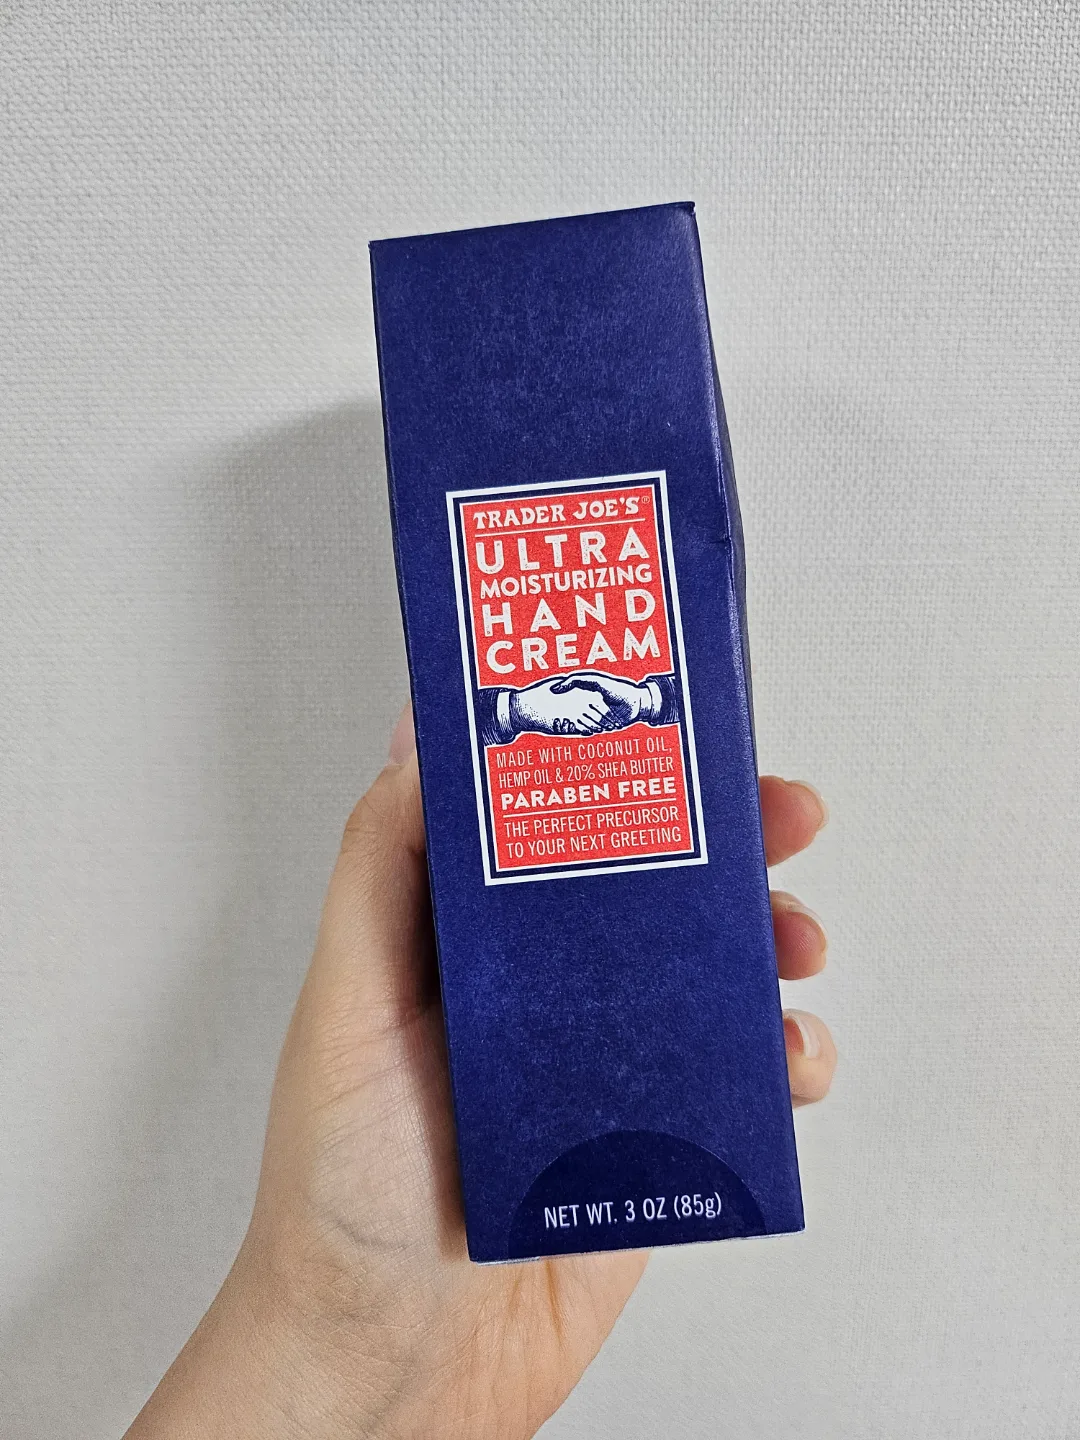 TRADER JOE'S®
ULTRA
MOISTURIZING
HAND
CREAM
MADE WITH COCONUT OIL,
HEMP OIL & 20% SHEA BUTTER
PARABEN FREE
THE PERFECT PRECURSOR
TO YOUR NEXT GREETING
NET WT. 3 OZ (85g)